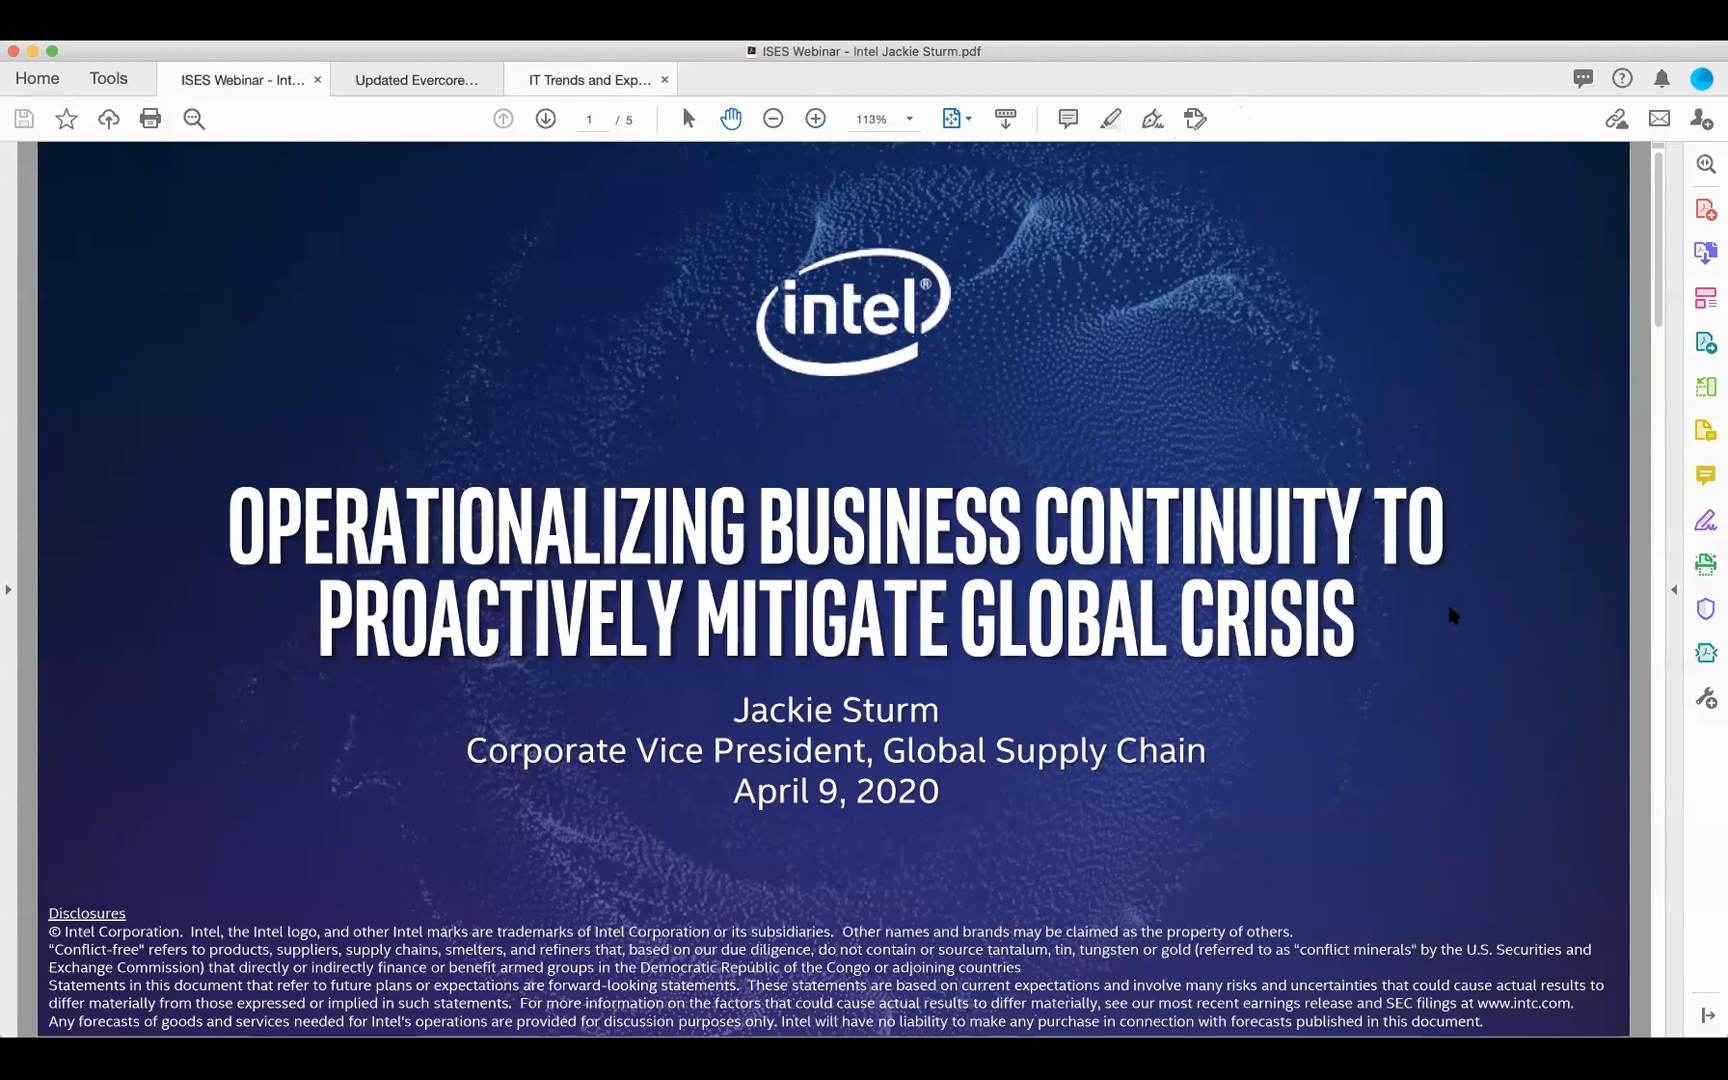 ISES Webinar - Intel Jackie Sturm.pdf
Home
Tools
ISES Webinar - Int...
Updated Evercore...
IT Trends and Exp...
1 / 5
113%
intel®
OPERATIONALIZING BUSINESS CONTINUITY TO
PROACTIVELY MITIGATE GLOBAL CRISIS
Jackie Sturm
Corporate Vice President, Global Supply Chain
April 9, 2020
Disclosures
© Intel Corporation.  Intel, the Intel logo, and other Intel marks are trademarks of Intel Corporation or its subsidiaries.  Other names and brands may be claimed as the property of others.
“Conflict-free" refers to products, suppliers, supply chains, smelters, and refiners that, based on our due diligence, do not contain or source tantalum, tin, tungsten or gold (referred to as “conflict minerals” by the U.S. Securities and
Exchange Commission) that directly or indirectly finance or benefit armed groups in the Democratic Republic of the Congo or adjoining countries
Statements in this document that refer to future plans or expectations are forward-looking statements.  These statements are based on current expectations and involve many risks and uncertainties that could cause actual results to
differ materially from those expressed or implied in such statements.  For more information on the factors that could cause actual results to differ materially, see our most recent earnings release and SEC filings at www.intc.com.
Any forecasts of goods and services needed for Intel's operations are provided for discussion purposes only. Intel will have no liability to make any purchase in connection with forecasts published in this document.